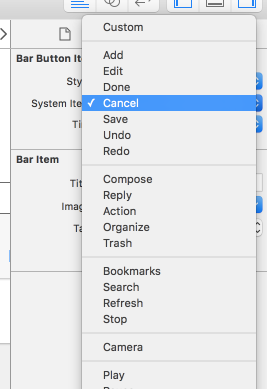 Custom
Add
Bar Button Ite
Edit
Sty
Done
System Ite
Cancel
Save
Ti
Undo
Redo
Bar Item
Compose
Tit
Reply
Imag
Action
Ta
Organize
Trash
Bookmarks
Search
Refresh
Stop
Camera
Play